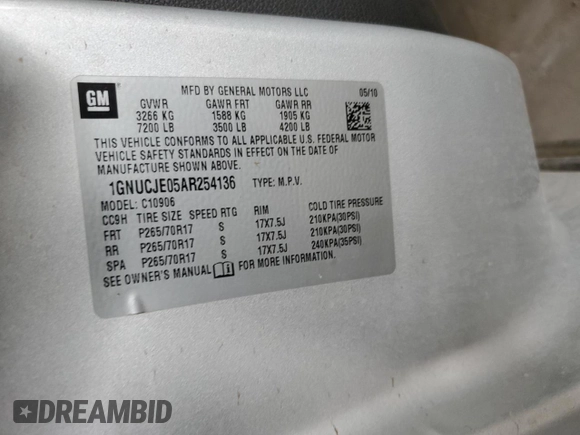 GM
MFD BY GENERAL MOTORS LLC 05/10
GVWR GAWR FRT GAWR RR
3266 KG 1588 KG 1905 KG
7200 LB 3500 LB 4200 LB
THIS VEHICLE CONFORMS TO ALL APPLICABLE U.S. FEDERAL MOTOR
VEHICLE SAFETY STANDARDS IN EFFECT ON THE DATE OF
MANUFACTURE SHOWN ABOVE.
1GNUCJE05AR254136 TYPE: M.P.V.
MODEL: C10906
CC9H TIRE SIZE SPEED RTG RIM COLD TIRE PRESSURE
FRT P265/70R17 S 17X7.5J 210KPA(30PSI)
RR P265/70R17 S 17X7.5J 210KPA(30PSI)
SPA P265/70R17 S 17X7.5J 240KPA(35PSI)
SEE OWNER'S MANUAL FOR MORE INFORMATION.
DREAMBID